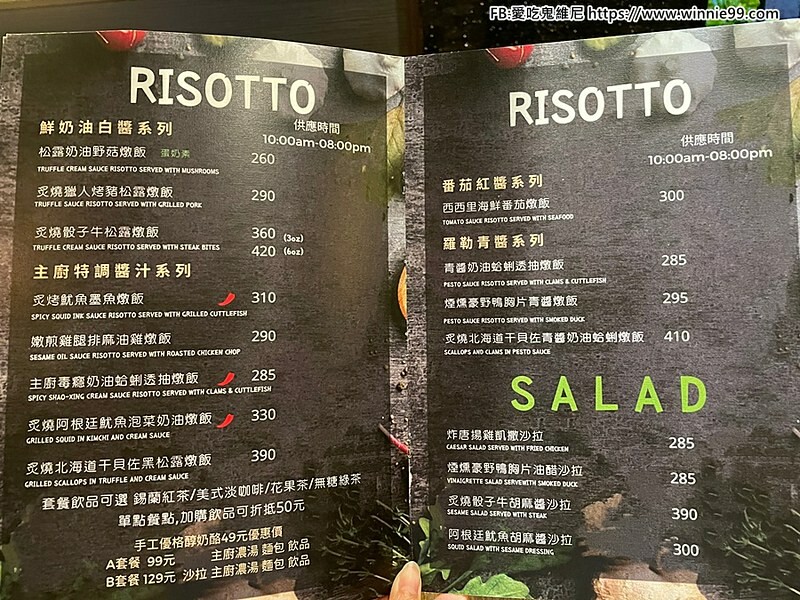 FB:愛吃鬼維尼 https://www.winnie99.com
RISOTTO
鮮奶油白醬系列
供應時間
10:00am-08:00pm
松露奶油野菇燉飯 蛋奶素 260
TRUFFLE CREAM SAUCE RISOTTO SERVED WITH MUSHROOMS
炙燒獵人烤豬松露燉飯 290
TRUFFLE SAUCE RISOTTO SERVED WITH GRILLED PORK
炙燒骰子牛松露燉飯 360 (3oz)
TRUFFLE CREAM SAUCE RISOTTO SERVED WITH STEAK BITES 420 (6oz)
主廚特調醬汁系列
炙烤魷魚墨魚燉飯 310
SPICY SQUID INK SAUCE RISOTTO SERVED WITH GRILLED CUTTLEFISH
嫩煎雞腿排麻油雞燉飯 290
SESAME OIL SAUCE RISOTTO SERVED WITH ROASTED CHICKEN CHOP
主廚毒癮奶油蛤蜊透抽燉飯 285
SPICY SHAO-XING CREAM SAUCE RISOTTO SERVED WITH CLAMS & CUTTLEFISH
炙燒阿根廷魷魚泡菜奶油燉飯 330
GRILLED SQUID IN KIMCHI AND CREAM SAUCE
炙燒北海道干貝佐黑松露燉飯 390
GRILLED SCALLOPS IN TRUFFLE AND CREAM SAUCE
套餐飲品可選 錫蘭紅茶/美式淡咖啡/花果茶/無糖綠茶
單點餐點,加購飲品可折抵50元
手工優格醇奶酪49元優惠價
A套餐 99元 主廚濃湯 麵包 飲品
B套餐 129元 沙拉 主廚濃湯 麵包 飲品
RISOTTO
供應時間
10:00am-08:00pm
番茄紅醬系列
西西里海鮮番茄燉飯 300
TOMATO SAUCE RISOTTO SERVED WITH SEAFOOD
羅勒青醬系列
青醬奶油蛤蜊透抽燉飯 285
PESTO SAUCE RISOTTO SERVED WITH CLAMS & CUTTLEFISH
煙燻豪野鴨胸片青醬燉飯 295
PESTO SAUCE RISOTTO SERVED WITH SMOKED DUCK
炙燒北海道干貝佐青醬奶油蛤蜊燉飯 410
SCALLOPS AND CLAMS IN PESTO SAUCE
SALAD
炸唐揚雞凱撒沙拉 285
CAESAR SALAD SERVED WITH FRIED CHICKEN
煙燻豪野鴨胸片油醋沙拉 285
VINAIGRETTE SALAD SERVEWITH SMOKED DUCK
炙燒骰子牛胡麻醬沙拉 390
SESAME SALAD SERVED WITH STEAK
阿根廷魷魚胡麻醬沙拉 300
SQUID SALAD WITH SESAME DRESSING